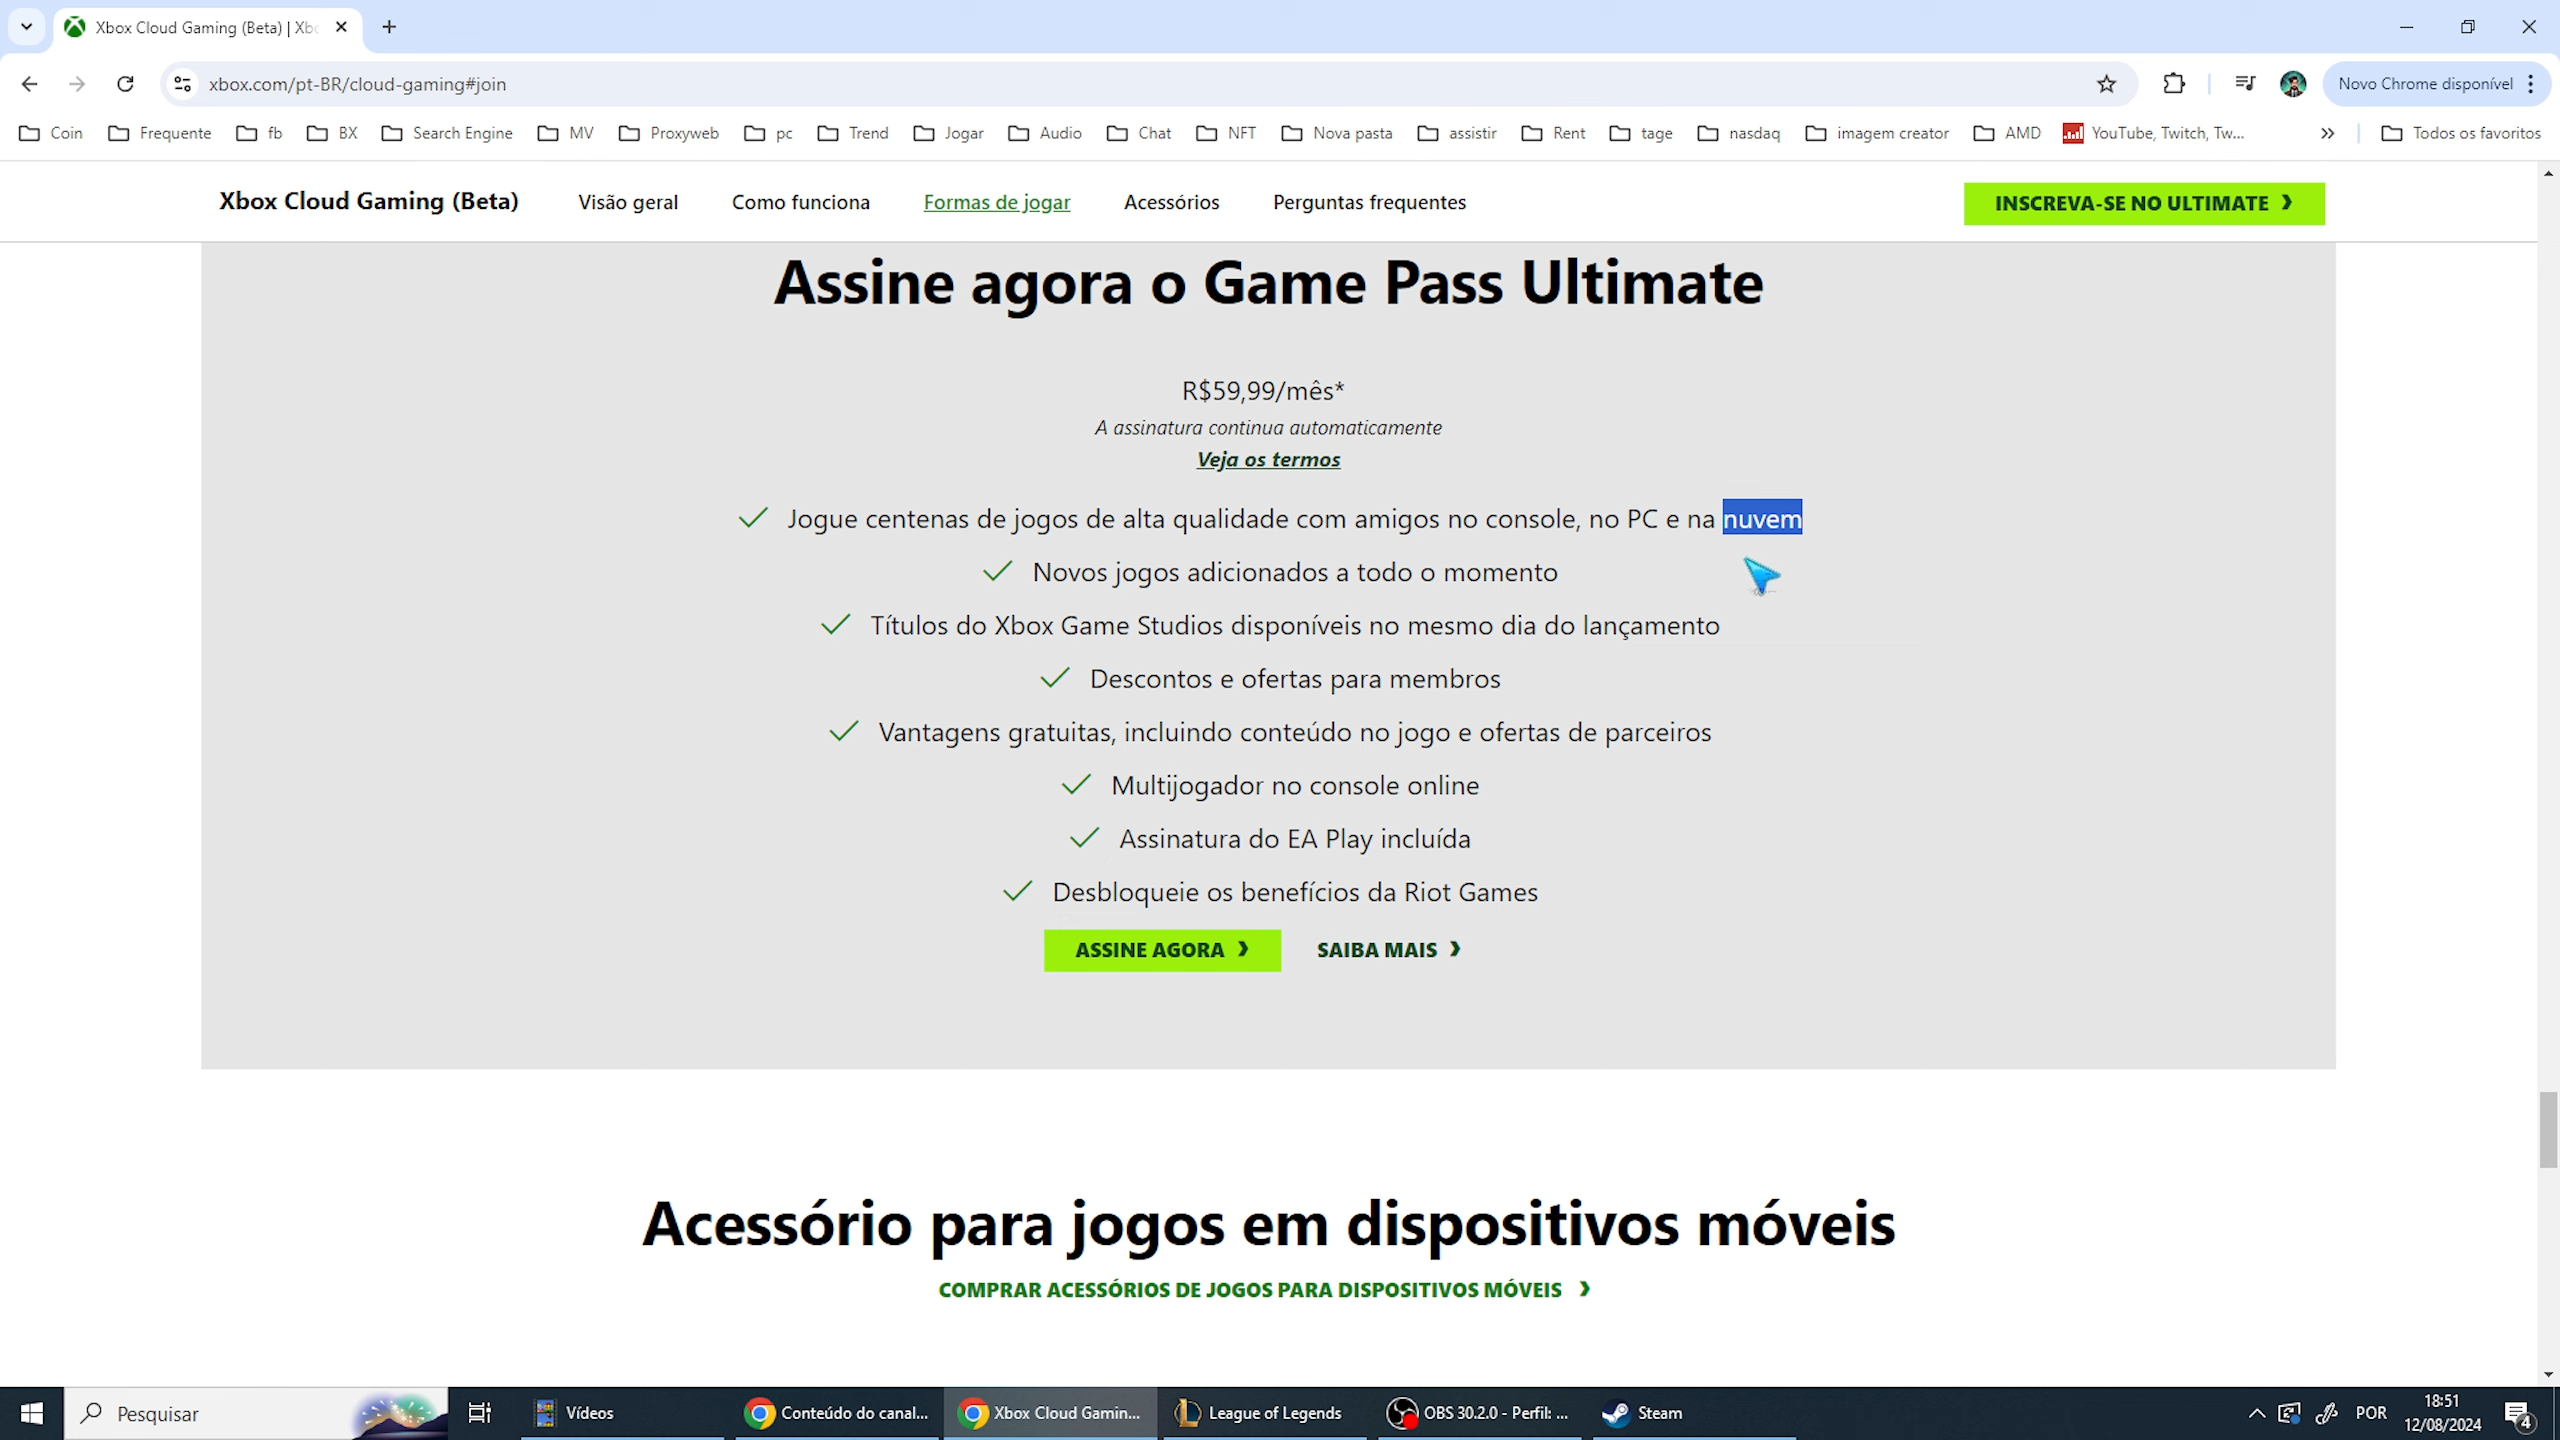 Xbox Cloud Gaming (Beta) | Xbo
xbox.com/pt-BR/cloud-gaming#join
Novo Chrome disponível
Coin
Frequente
fb
BX
Search Engine
MV
Proxyweb
pc
Trend
Jogar
Audio
Chat
NFT
Nova pasta
assistir
Rent
tage
nasdaq
imagem creator
AMD
YouTube, Twitch, Tw...
Todos os favoritos
Xbox Cloud Gaming (Beta)
Visão geral
Como funciona
Formas de jogar
Acessórios
Perguntas frequentes
INSCREVA-SE NO ULTIMATE
Assine agora o Game Pass Ultimate
R$59,99/mês*
A assinatura continua automaticamente
Veja os termos
Jogue centenas de jogos de alta qualidade com amigos no console, no PC e na nuvem
Novos jogos adicionados a todo o momento
Títulos do Xbox Game Studios disponíveis no mesmo dia do lançamento
Descontos e ofertas para membros
Vantagens gratuitas, incluindo conteúdo no jogo e ofertas de parceiros
Multijogador no console online
Assinatura do EA Play incluída
Desbloqueie os benefícios da Riot Games
ASSINE AGORA
SAIBA MAIS
Acessório para jogos em dispositivos móveis
COMPRAR ACESSÓRIOS DE JOGOS PARA DISPOSITIVOS MÓVEIS
Pesquisar
Vídeos
Conteúdo do canal...
Xbox Cloud Gamin...
League of Legends
OBS 30.2.0 - Perfil: ...
Steam
POR
18:51
12/08/2024
4